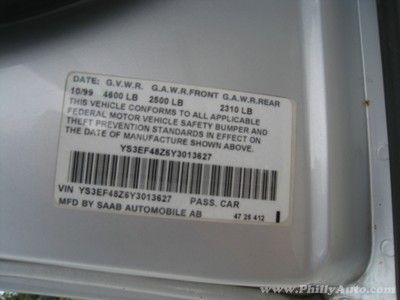 DATE: G.V.W.R. G.A.W.R.FRONT G.A.W.R.REAR
10/99 4600 LB 2500 LB 2310 LB
THIS VEHICLE CONFORMS TO ALL APPLICABLE
FEDERAL MOTOR VEHICLE SAFETY BUMPER AND
THEFT PREVENTION STANDARDS IN EFFECT ON
THE DATE OF MANUFACTURE SHOWN ABOVE.
YS3EF48Z6Y3013627
VIN YS3EF48Z6Y3013627 PASS. CAR
MFD BY SAAB AUTOMOBILE AB 47 25 412
www.PhillyAuto.com